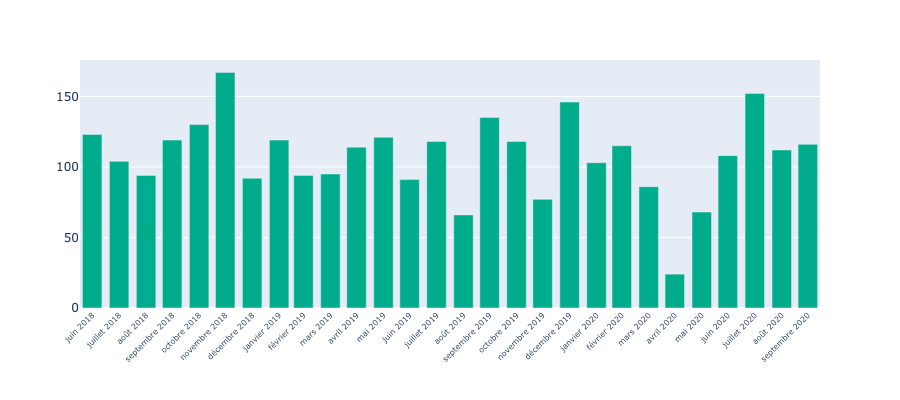 150
100
50
0
juin 2018
juillet 2018
août 2018
septembre 2018
octobre 2018
novembre 2018
décembre 2018
janvier 2019
février 2019
mars 2019
avril 2019
mai 2019
juin 2019
juillet 2019
août 2019
septembre 2019
octobre 2019
novembre 2019
décembre 2019
janvier 2020
février 2020
mars 2020
avril 2020
mai 2020
juin 2020
juillet 2020
août 2020
septembre 2020